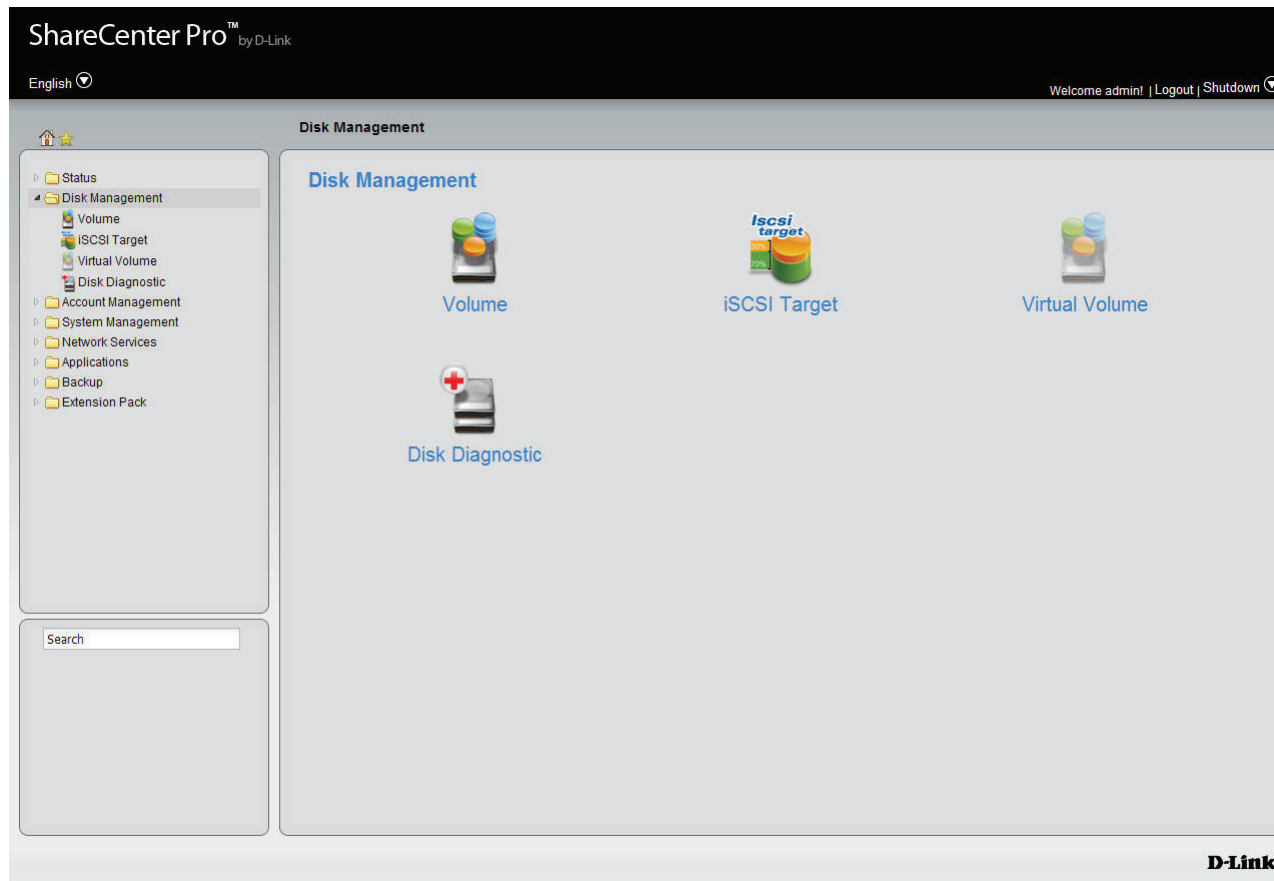 ShareCenter Pro™ by D-Link
English
Welcome admin! | Logout | Shutdown
Disk Management
Status
Disk Management
Volume
iSCSI Target
Virtual Volume
Disk Diagnostic
Account Management
System Management
Network Services
Applications
Backup
Extension Pack
Search
Disk Management
Volume
Iscsi
target
30%
70%
iSCSI Target
Virtual Volume
Disk Diagnostic
D-Link